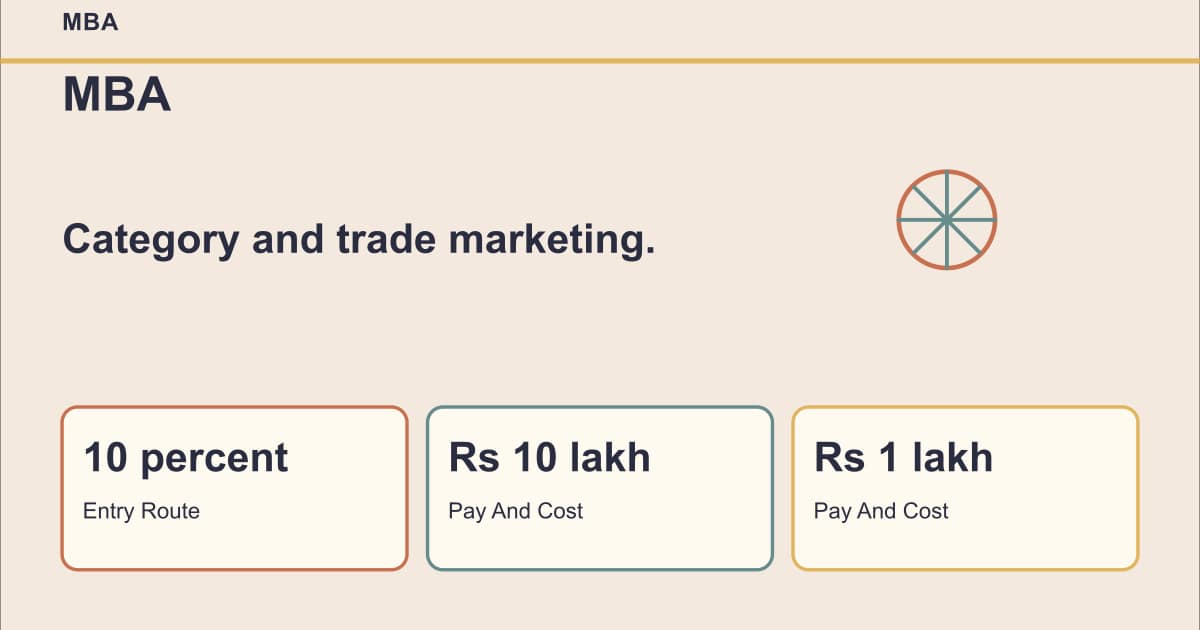 MBA
MBA
Category and trade marketing.
10 percent
Entry Route
Rs 10 lakh
Pay And Cost
Rs 1 lakh
Pay And Cost